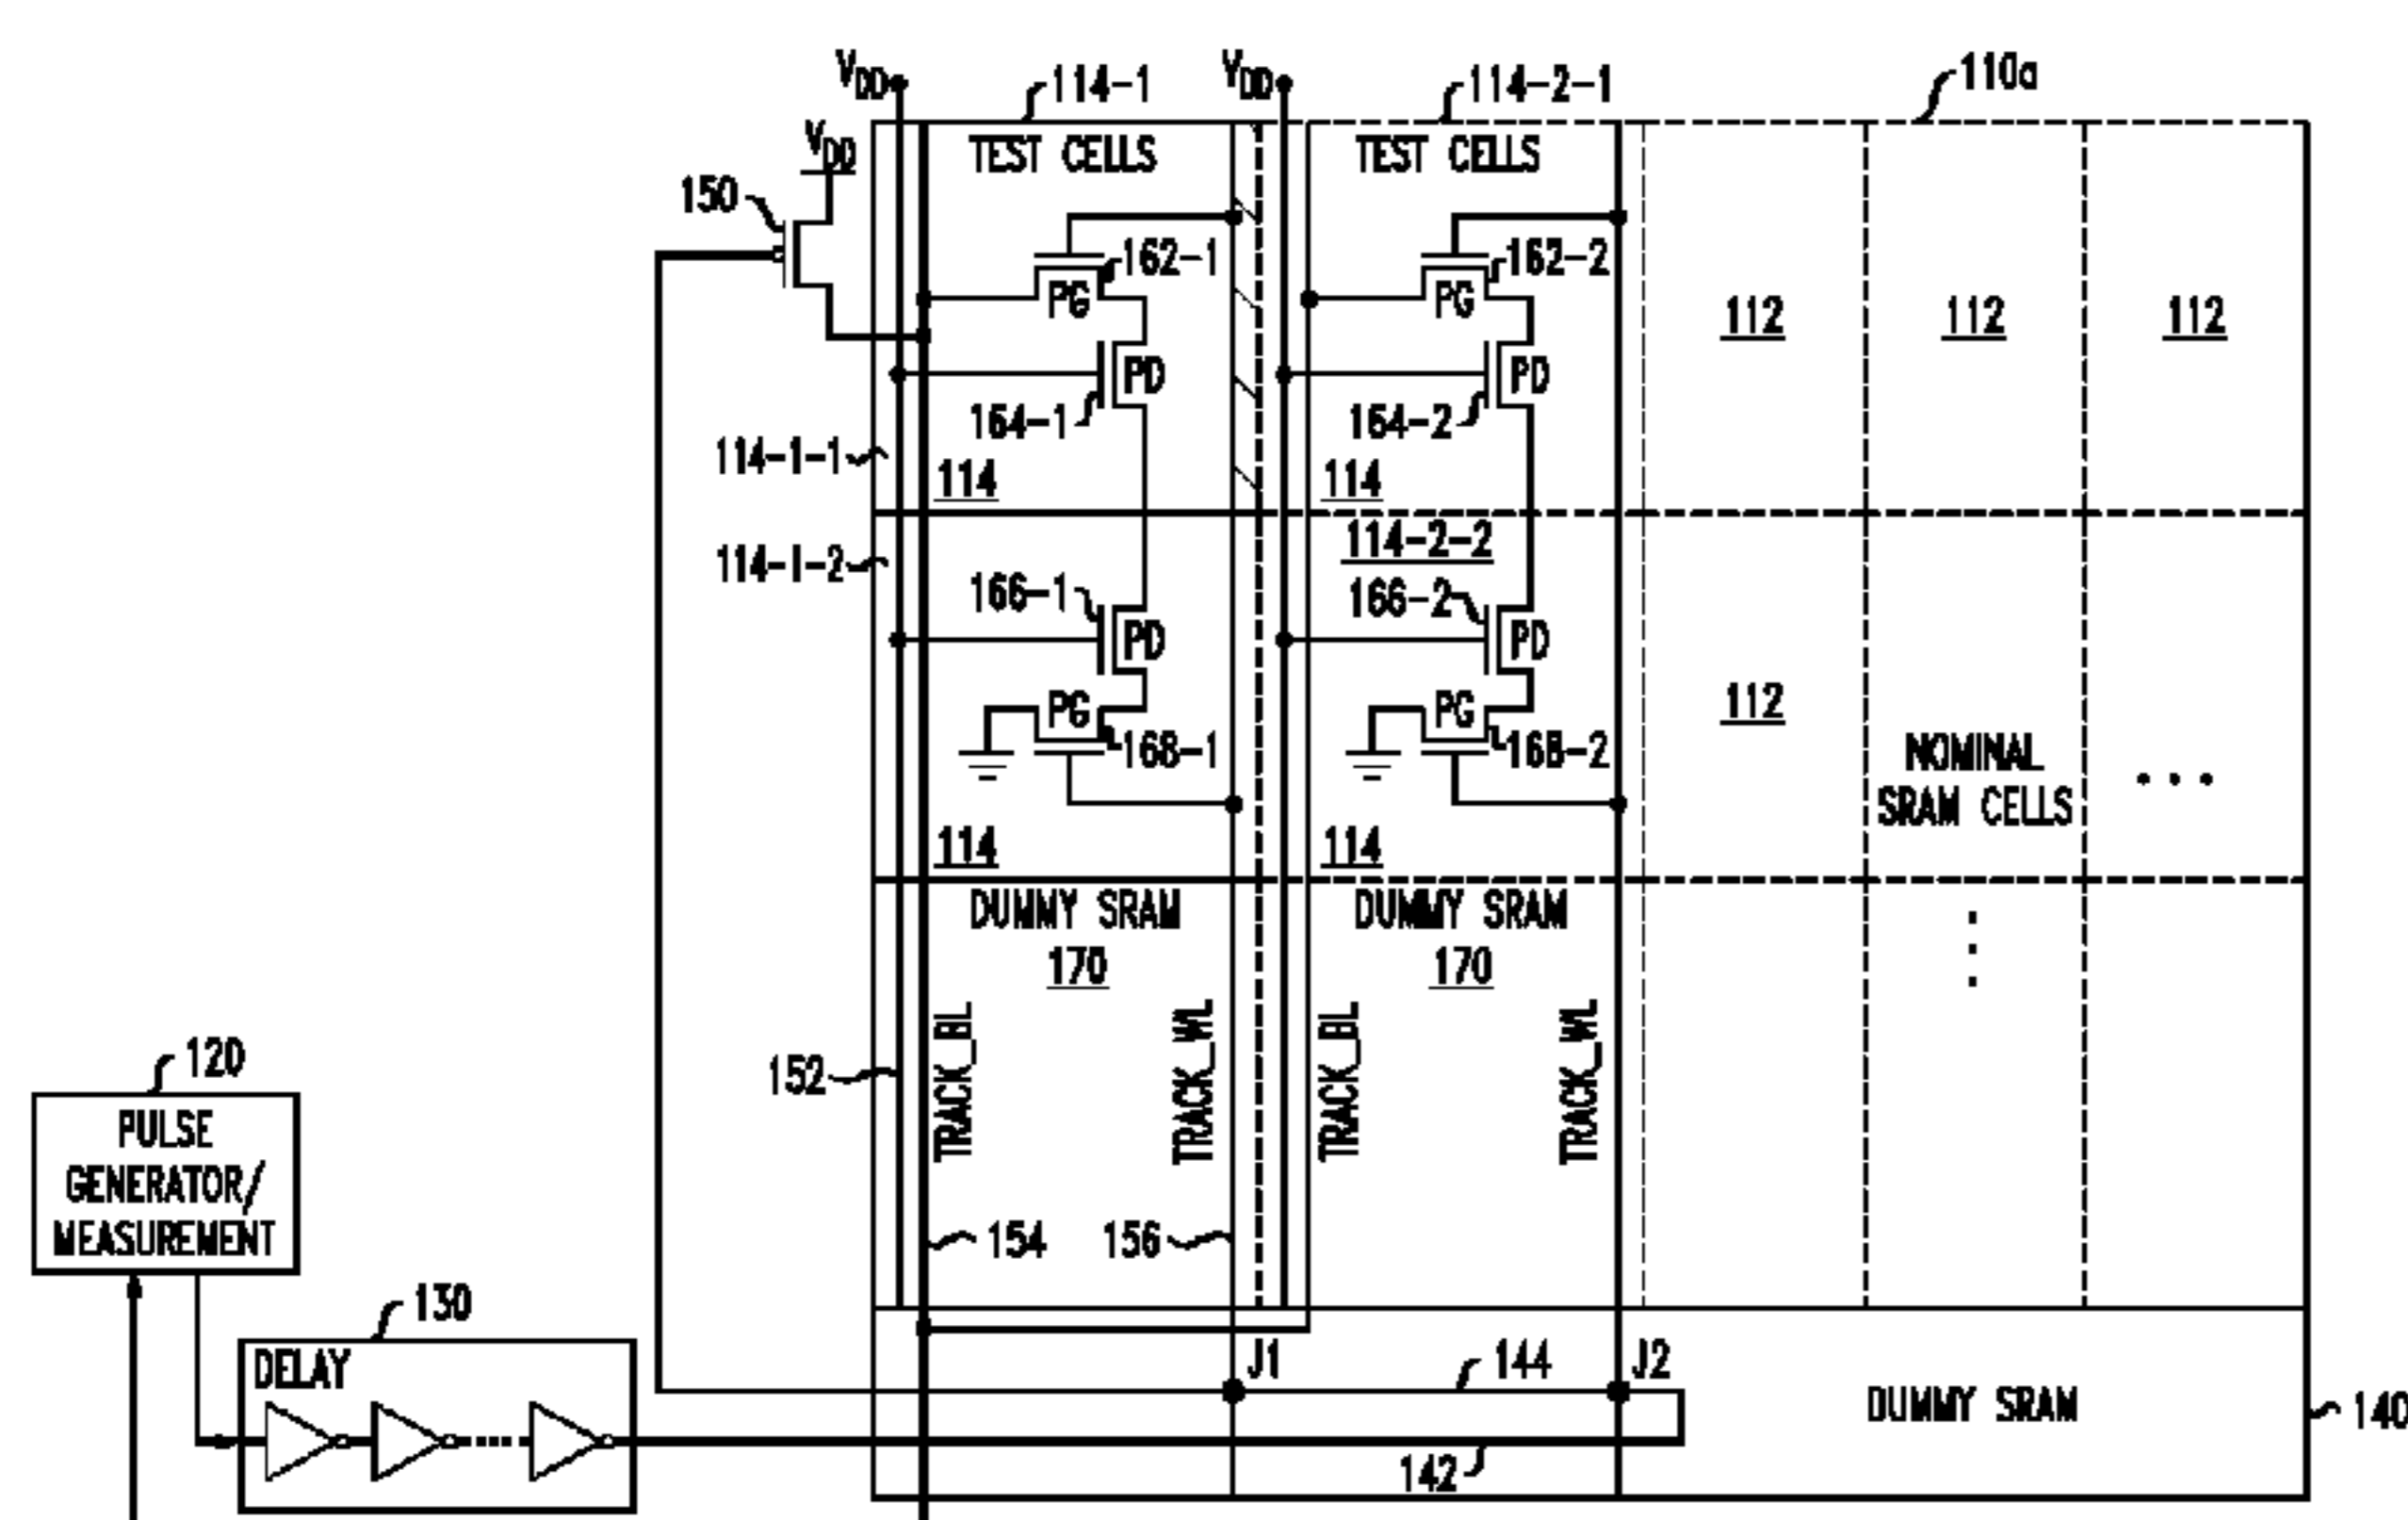 VDD
114-1
VDD
114-2-1
110a
VDD
TEST CELLS
TEST CELLS
150
162-1
162-2
PG
PG
112
112
112
PD
PD
164-1
164-2
114-1-1
114
114
114-2-2
114-1-2
166-1
166-2
PD
PD
112
PG
PG
168-1
168-2
NOMINAL
SRAM CELLS
...
114
114
DUMMY SRAM
DUMMY SRAM
170
170
TRACK_BL
TRACK_WL
TRACK_BL
TRACK_WL
152
120
PULSE
GENERATOR/
MEASUREMENT
154
156
130
DELAY
J1
144
J2
DUMMY SRAM
140
142